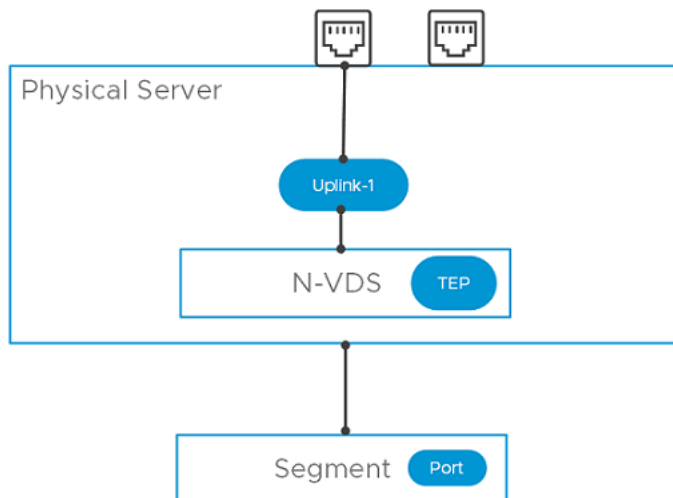 Physical Server
Uplink-1
N-VDS TEP
Segment Port